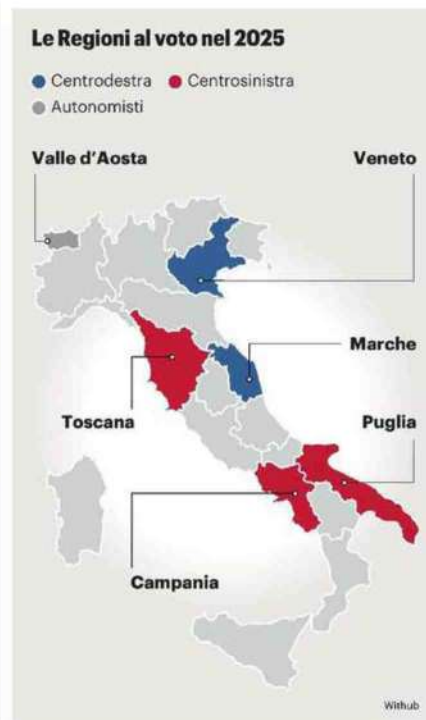 Le Regioni al voto nel 2025
Centrodestra Centrosinistra
Autonomisti
Valle d'Aosta Veneto
Marche
Toscana Puglia
Campania
Withub